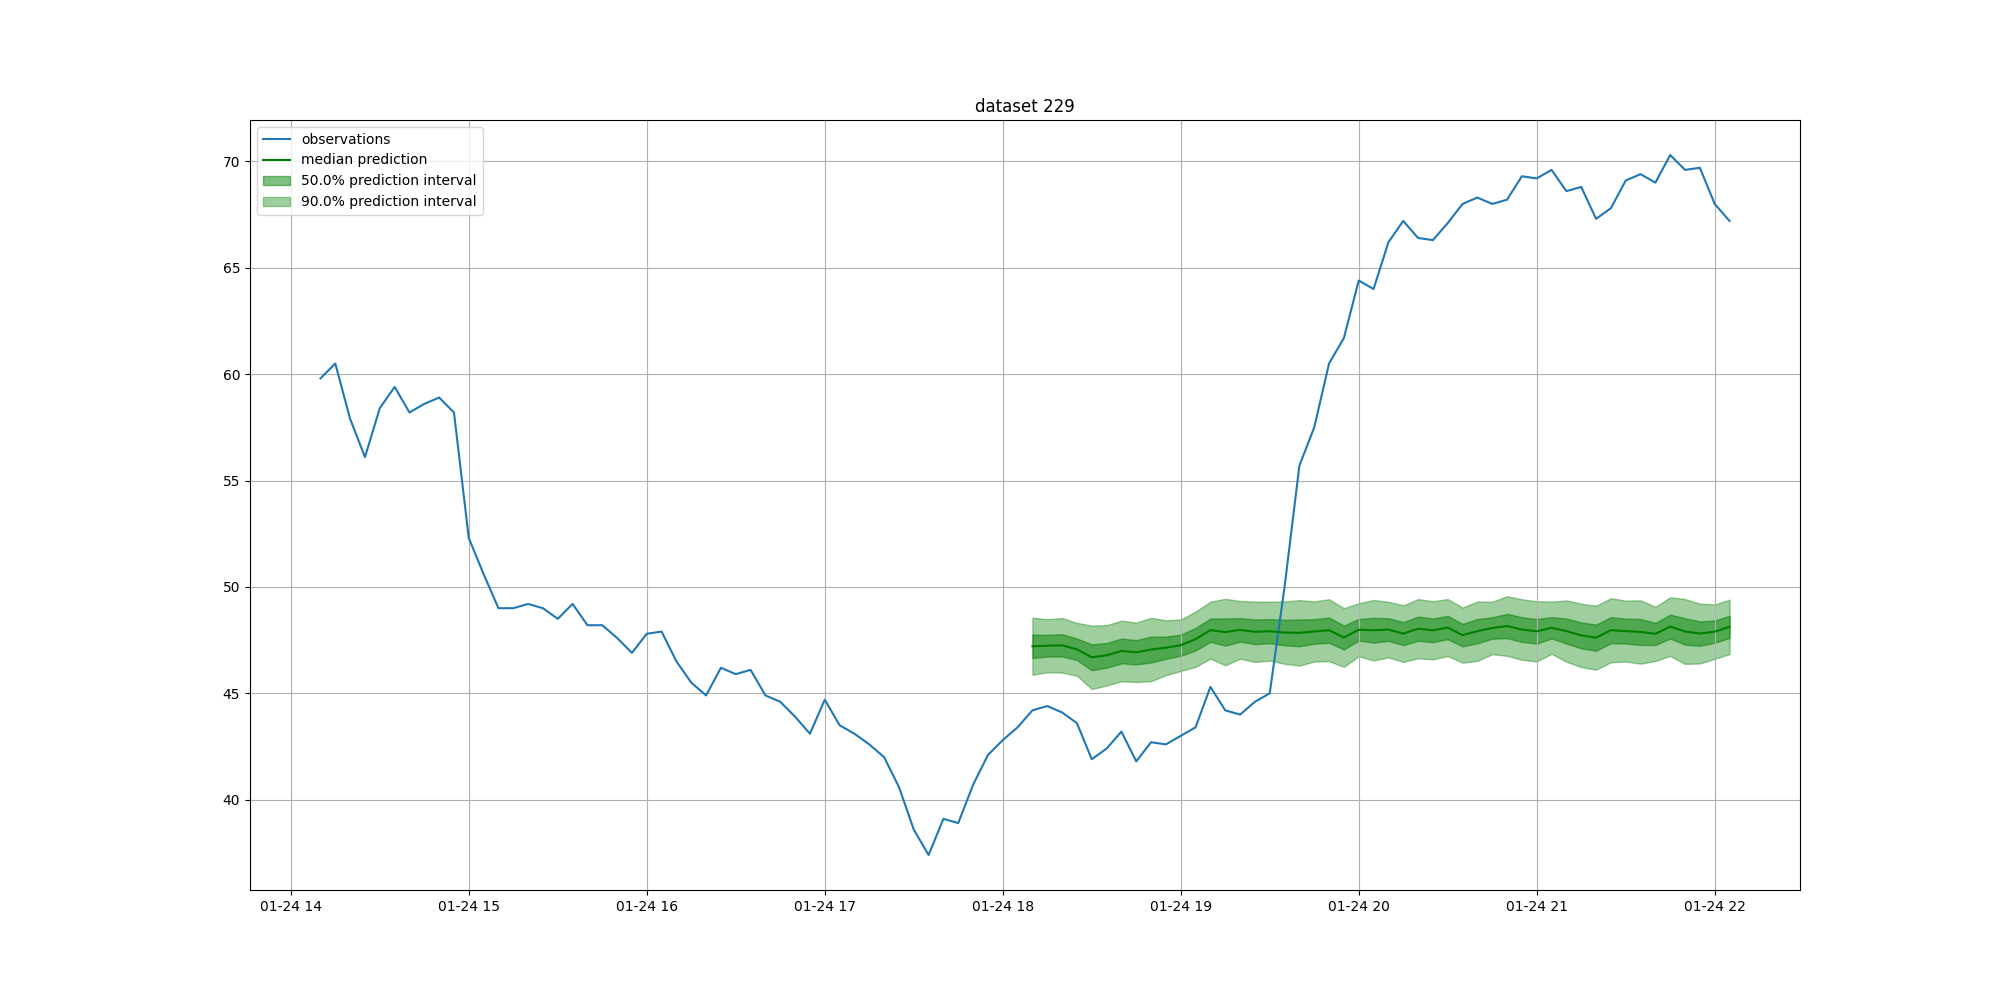 dataset 229
observations
median prediction
50.0% prediction interval
90.0% prediction interval
70
65
60
55
50
45
40
01-24 14 01-24 15 01-24 16 01-24 17 01-24 18 01-24 19 01-24 20 01-24 21 01-24 22